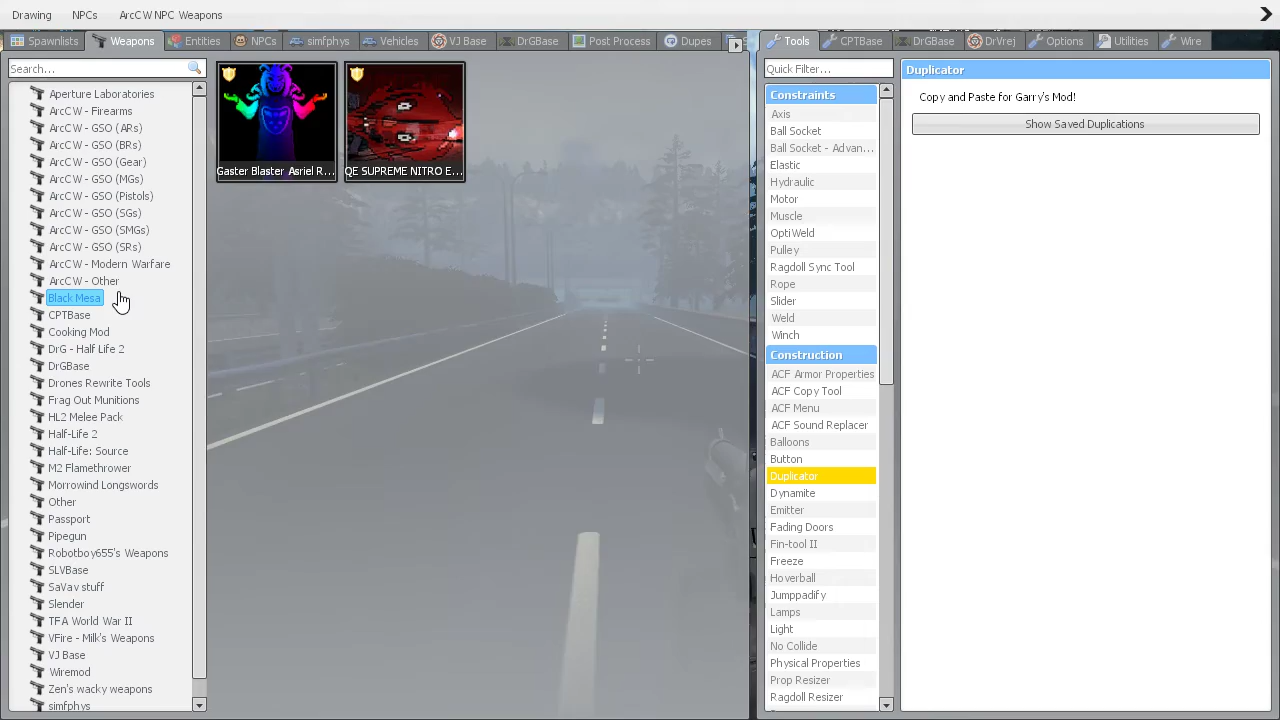 Drawing NPCs ArcCW NPC Weapons
Spawnlists Weapons Entities NPCs simfphys Vehicles VJ Base DrGBase Post Process Dupes
Tools CPTBase DrGBase DrVrej Options Utilities Wire
Search...
Aperture Laboratories
ArcCW - Firearms
ArcCW - GSO (ARs)
ArcCW - GSO (BRs)
ArcCW - GSO (Gear)
ArcCW - GSO (MGs)
ArcCW - GSO (Pistols)
ArcCW - GSO (SGs)
ArcCW - GSO (SMGs)
ArcCW - GSO (SRs)
ArcCW - Modern Warfare
ArcCW - Other
Black Mesa
CPTBase
Cooking Mod
DrG - Half Life 2
DrGBase
Drones Rewrite Tools
Frag Out Munitions
HL2 Melee Pack
Half-Life 2
Half-Life: Source
M2 Flamethrower
Morrowind Longswords
Other
Passport
Pipegun
Robotboy655's Weapons
SLVBase
SaVav stuff
Slender
TFA World War II
VFire - Milk's Weapons
VJ Base
Wiremod
Zen's wacky weapons
simfphys
Gaster Blaster Asriel R...
QE SUPREME NITRO E...
Quick Filter...
Constraints
Axis
Ball Socket
Ball Socket - Advan...
Elastic
Hydraulic
Motor
Muscle
OptiWeld
Pulley
Ragdoll Sync Tool
Rope
Slider
Weld
Winch
Construction
ACF Armor Properties
ACF Copy Tool
ACF Menu
ACF Sound Replacer
Balloons
Button
Duplicator
Dynamite
Emitter
Fading Doors
Fin-tool II
Freeze
Hoverball
Jumppadify
Lamps
Light
No Collide
Physical Properties
Prop Resizer
Ragdoll Resizer
Duplicator
Copy and Paste for Garry's Mod!
Show Saved Duplications